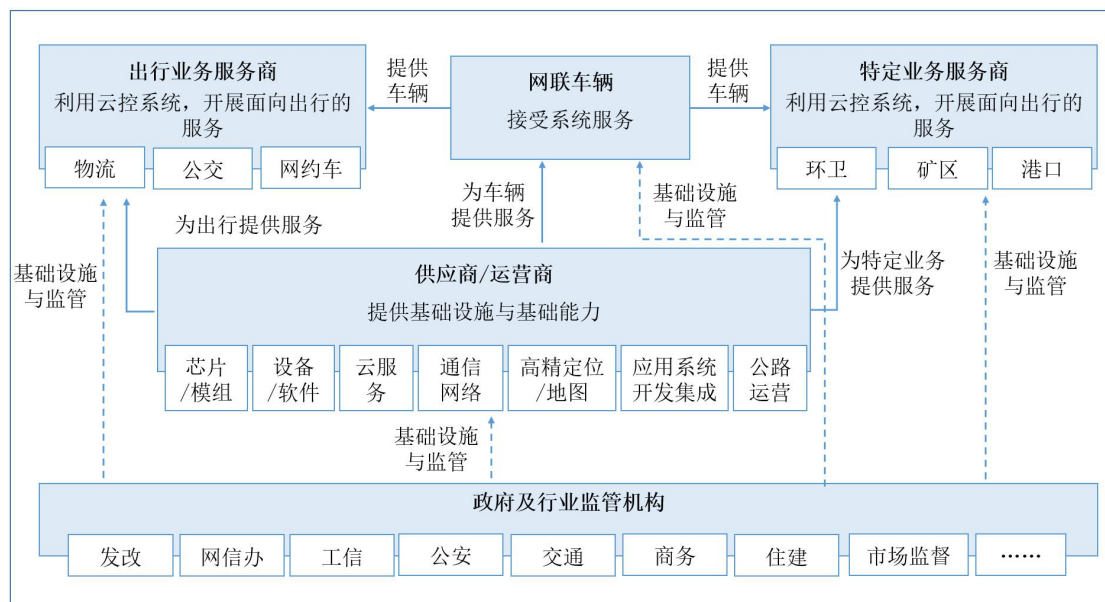 出行业务服务商
利用云控系统，开展面向出行的
服务
物流
公交
网约车
提供
车辆
网联车辆
接受系统服务
提供
车辆
特定业务服务商
利用云控系统，开展面向出行的
服务
环卫
矿区
港口
为出行提供服务
为车辆
提供服务
基础设施
与监管
基础设施
与监管
供应商/运营商
提供基础设施与基础能力
为特定业务
提供服务
基础设施
与监管
芯片
/模组
设备
/软件
云服
务
通信
网络
高精定位
/地图
应用系统
开发集成
公路
运营
基础设施
与监管
政府及行业监管机构
发改
网信办
工信
公安
交通
商务
住建
市场监督
……